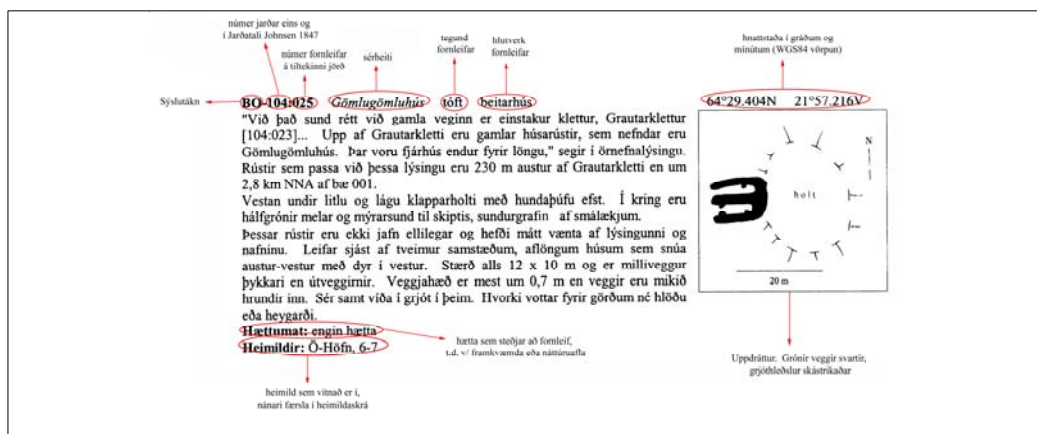 númer jarðar eins og
í Jarðatali Johnsen 1847
númer fornleifar
á tiltekinni jörð
sérheiti
tegund
fornleifar
hlutverk
fornleifar
hnattstaða í gráðum og
mínútum (WGS84 vörpun)
Sýslutákn
BO-104:025 Gömlugömluhús tóft beitarhús
64°29.404N 21°57.216V
"Við það sund rétt við gamla veginn er einstakur klettur, Grautarklettur
[104:023]... Upp af Grautarkletti eru gamlar húsarústir, sem nefndar eru
Gömlugömluhús. Þar voru fjárhús endur fyrir löngu," segir í örnefnalýsingu.
Rústir sem passa við þessa lýsingu eru 230 m austur af Grautarkletti en um
2,8 km NNA af bæ 001.
Vestan undir litlu og lágu klapparholti með hundaþúfu efst. Í kring eru
hálfgrónir melar og mýrarsund til skiptis, sundurgrafin af smálækjum.
Þessar rústir eru ekki jafn ellilegar og hefði mátt vænta af lýsingunni og
nafninu. Leifar sjást af tveimur samstæðum, aflöngum húsum sem snúa
austur-vestur með dyr í vestur. Stærð alls 12 x 10 m og er milliveggur
þykkari en útveggirnir. Veggjahæð er mest um 0,7 m en veggir eru mikið
hrundir inn. Sér samt víða í grjót í þeim. Hvorki vottar fyrir görðum né hlöðu
eða heygarði.
Hættumat: engin hætta
Heimildir: Ö-Höfn, 6-7
N
holt
20 m
hætta sem steðjar að fornleif,
t.d. v/ framkvæmda eða náttúruafla
Uppdráttur. Grónir veggir svartir,
grjóthleðslur skástrikaðar
heimild sem vitnað er í,
nánari færsla í heimildaskrá